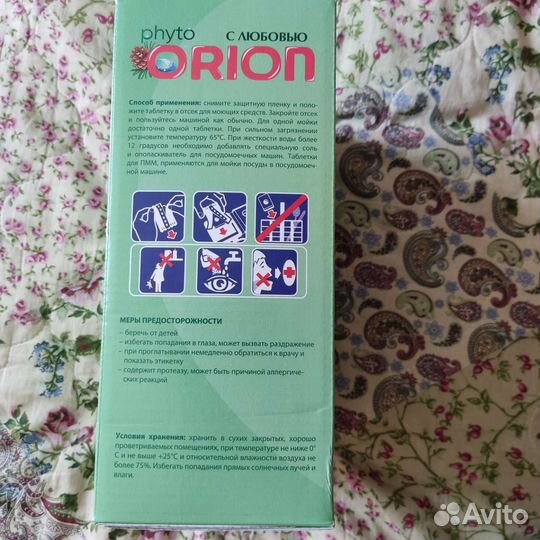 phyto
С ЛЮБОВЬЮ
ORION
Способ применения: снимите защитную пленку и поло-
жите таблетку в отсек для моющих средств. Закройте отсек
и пользуйтесь машиной как обычно. Для одной мойки
достаточно одной таблетки. При сильном загрязнении
установите температуру 65°С. При жесткости воды более
12 градусов необходимо добавлять специальную соль
и ополаскиватель для посудомоечных машин. Таблетки
для ПММ, применяются для мойки посуды в посудомоеч-
ной машине.
МЕРЫ ПРЕДОСТОРОЖНОСТИ
– беречь от детей
– избегать попадания в глаза, может вызвать раздражение
– при проглатывании немедленно обратиться к врачу и
показать этикетку
– содержит протеазу, может быть причиной аллергиче-
ских реакций
Условия хранения: хранить в сухих закрытых, хорошо
проветриваемых помещениях, при температуре не ниже 0°
С и не выше +25°С и относительной влажности воздуха не
более 75%. Избегать попадания прямых солнечных лучей и
влаги.
Avito